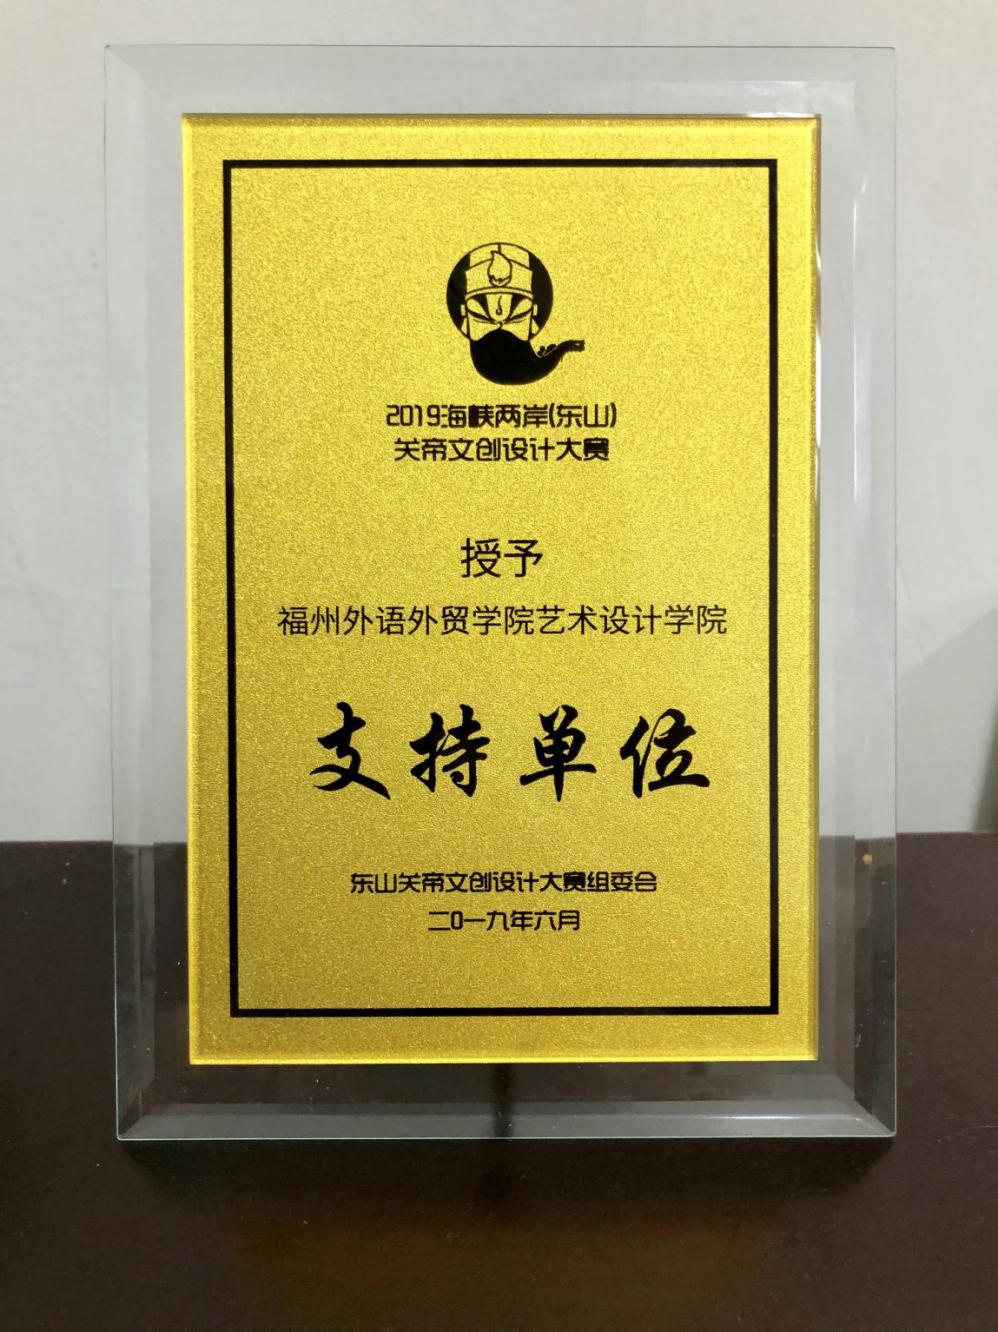 2019海峡两岸(东山)
关帝文创设计大赛
授予
福州外语外贸学院艺术设计学院
支持单位
东山关帝文创设计大赛组委会
二0一九年六月